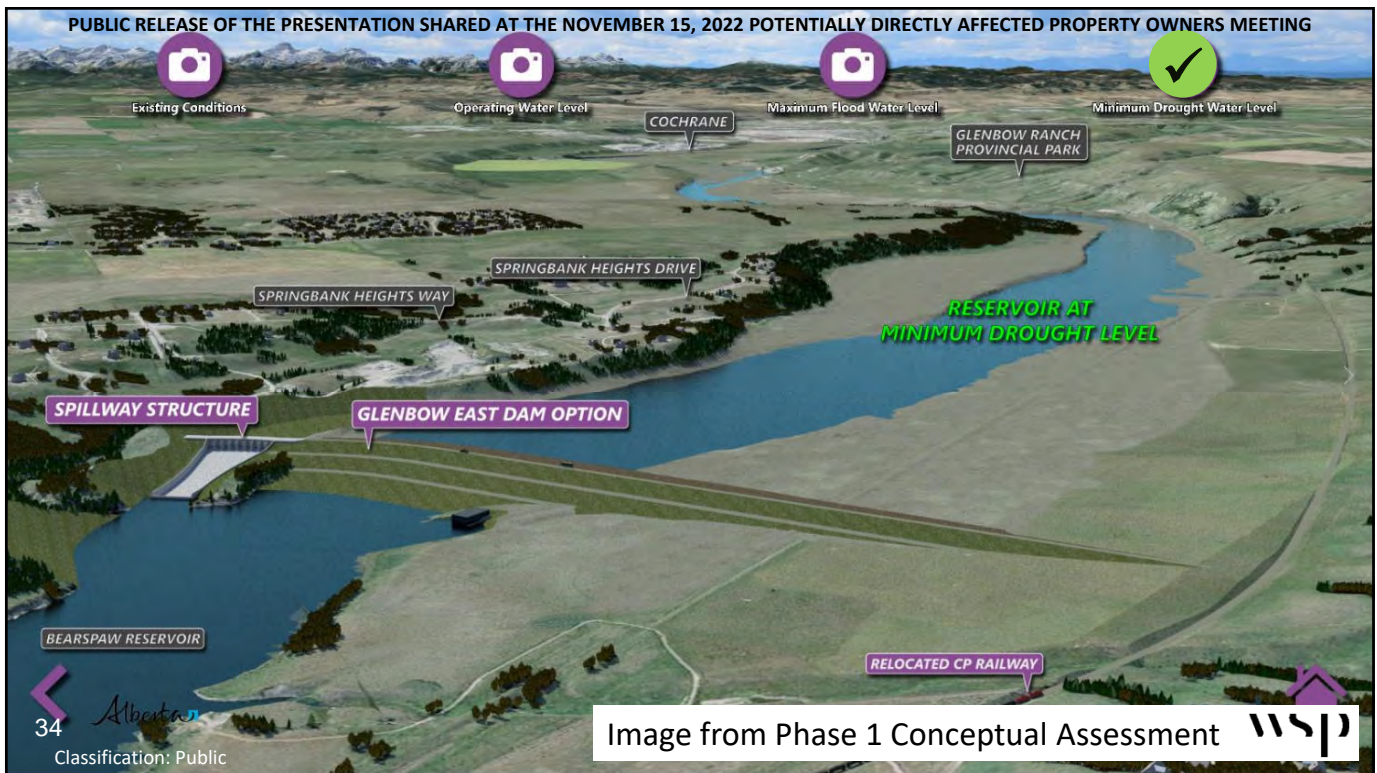 PUBLIC RELEASE OF THE PRESENTATION SHARED AT THE NOVEMBER 15, 2022 POTENTIALLY DIRECTLY AFFECTED PROPERTY OWNERS MEETING
Existing Conditions
Operating Water Level
Maximum Flood Water Level
Minimum Drought Water Level
COCHRANE
GLENBOW RANCH
PROVINCIAL PARK
SPRINGBANK HEIGHTS DRIVE
SPRINGBANK HEIGHTS WAY
RESERVOIR AT
MINIMUM DROUGHT LEVEL
SPILLWAY STRUCTURE
GLENBOW EAST DAM OPTION
BEARSPAW RESERVOIR
RELOCATED CP RAILWAY
34
Alberta
Classification: Public
Image from Phase 1 Conceptual Assessment
wsp